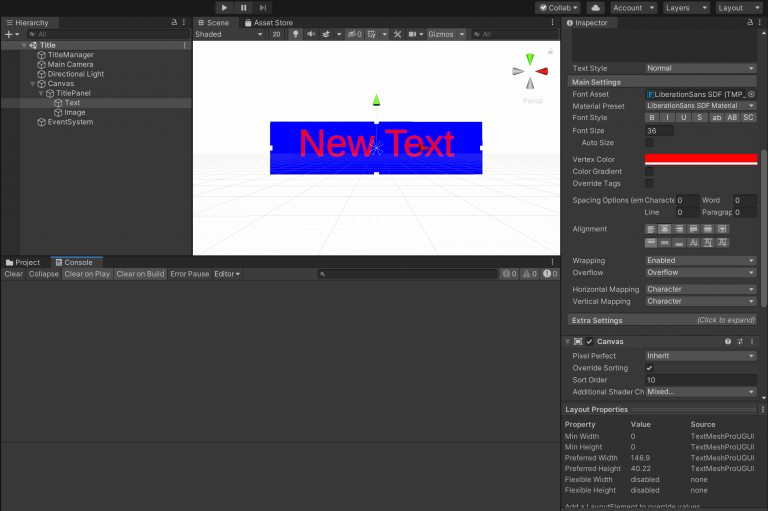 Collab
Account
Layers
Layout
Hierarchy
All
Title
TitleManager
Main Camera
Directional Light
Canvas
TitlePanel
Text
Image
EventSystem
Scene
Asset Store
Shaded
2D
0
Gizmos
All
Persp
New Text
Project
Console
Clear
Collapse
Clear on Play
Clear on Build
Error Pause
Editor
0
0
0
Inspector
Text Style
Normal
Main Settings
Font Asset
LiberationSans SDF (TMP_
Material Preset
LiberationSans SDF Material
Font Style
B I U S ab AB SC
Font Size
36
Auto Size
Vertex Color
Color Gradient
Override Tags
Spacing Options (em
Characte 0
Word 0
Line 0
Paragrap 0
Alignment
Wrapping
Enabled
Overflow
Overflow
Horizontal Mapping
Character
Vertical Mapping
Character
Extra Settings
(Click to expand)
Canvas
Pixel Perfect
Inherit
Override Sorting
Sort Order
10
Additional Shader Ch
Mixed...
Layout Properties
Property Value Source
Min Width 0 TextMeshProUGUI
Min Height 0 TextMeshProUGUI
Preferred Width 146.9 TextMeshProUGUI
Preferred Height 40.22 TextMeshProUGUI
Flexible Width disabled none
Flexible Height disabled none
Add a LayoutElement to override values